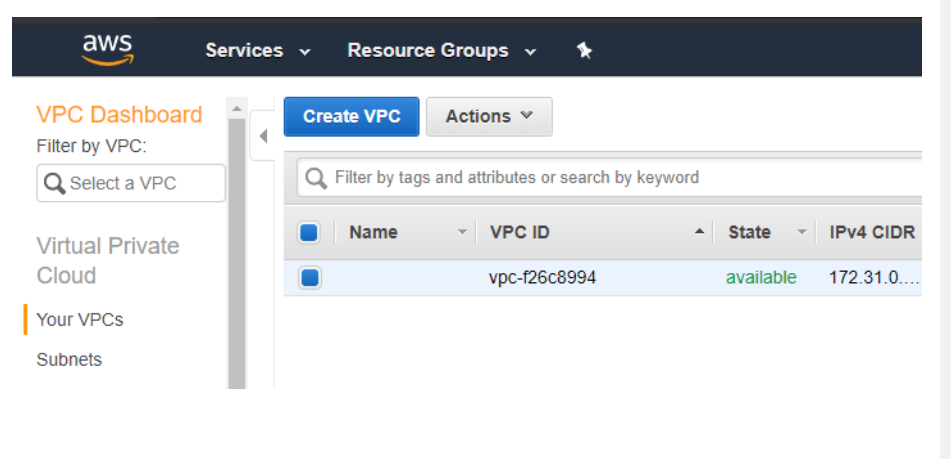 aws Services Resource Groups
VPC Dashboard
Filter by VPC:
Select a VPC
Virtual Private
Cloud
Your VPCs
Subnets
Create VPC Actions
Filter by tags and attributes or search by keyword
Name VPC ID State IPv4 CIDR
vpc-f26c8994 available 172.31.0....